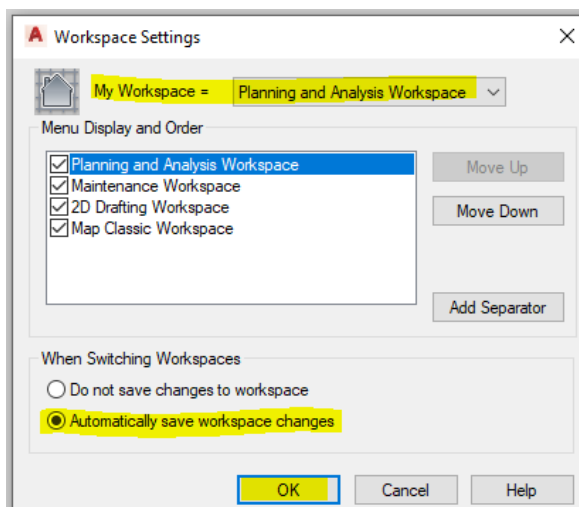 A Workspace Settings
My Workspace = Planning and Analysis Workspace
Menu Display and Order
Planning and Analysis Workspace
Move Up
Maintenance Workspace
2D Drafting Workspace
Move Down
Map Classic Workspace
Add Separator
When Switching Workspaces
Do not save changes to workspace
Automatically save workspace changes
OK Cancel Help